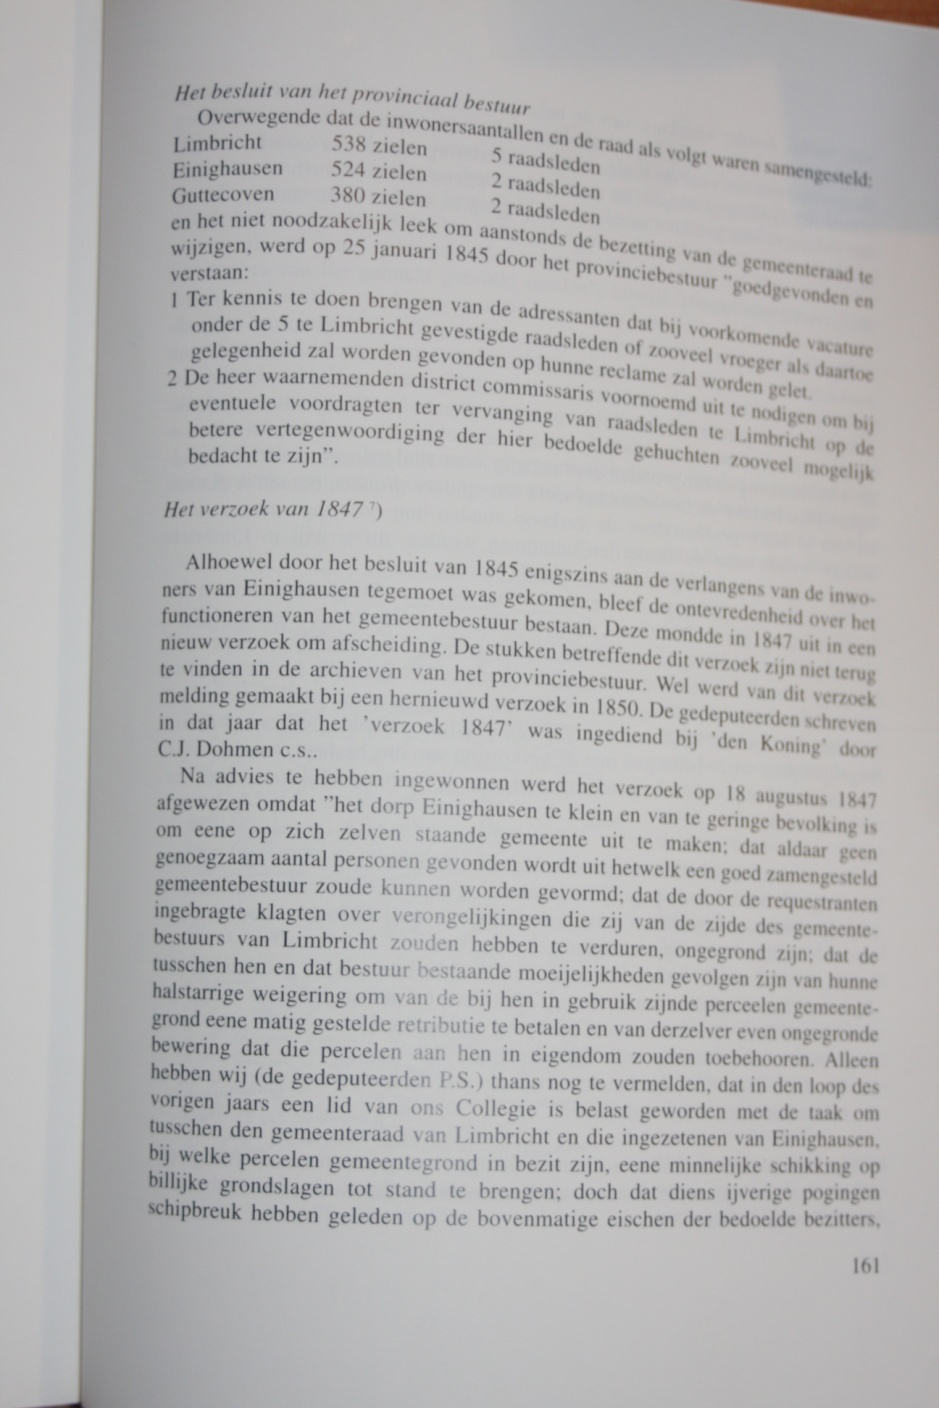 Het besluit van het provinciaal bestuur
Overwegende dat de inwonersaantallen en de raad als volgt waren samengesteld:
Limbricht 538 zielen 5 raadsleden
Einighausen 524 zielen 2 raadsleden
Guttecoven 380 zielen 2 raadsleden
en het niet noodzakelijk leek om aanstonds de bezetting van de gemeenteraad te
wijzigen, werd op 25 januari 1845 door het provinciebestuur "goedgevonden en
verstaan:
1 Ter kennis te doen brengen van de adressanten dat bij voorkomende vacature
onder de 5 te Limbricht gevestigde raadsleden of zooveel vroeger als daartoe
gelegenheid zal worden gevonden op hunne reclame zal worden gelet.
2 De heer waarnemenden district commissaris voornoemd uit te nodigen om bij
eventuele voordragten ter vervanging van raadsleden te Limbricht op de
betere vertegenwoordiging der hier bedoelde gehuchten zooveel mogelijk
bedacht te zijn".
Het verzoek van 1847 ⁷)
Alhoewel door het besluit van 1845 enigszins aan de verlangens van de inwo-
ners van Einighausen tegemoet was gekomen, bleef de ontevredenheid over het
functioneren van het gemeentebestuur bestaan. Deze mondde in 1847 uit in een
nieuw verzoek om afscheiding. De stukken betreffende dit verzoek zijn niet terug
te vinden in de archieven van het provinciebestuur. Wel werd van dit verzoek
melding gemaakt bij een hernieuwd verzoek in 1850. De gedeputeerden schreven
in dat jaar dat het 'verzoek 1847' was ingediend bij 'den Koning' door
C.J. Dohmen c.s..
Na advies te hebben ingewonnen werd het verzoek op 18 augustus 1847
afgewezen omdat "het dorp Einighausen te klein en van te geringe bevolking is
om eene op zich zelven staande gemeente uit te maken; dat aldaar geen
genoegzaam aantal personen gevonden wordt uit hetwelk een goed zamengesteld
gemeentebestuur zoude kunnen worden gevormd; dat de door de requestranten
ingebragte klagten over verongelijkingen die zij van de zijde des gemeente-
bestuurs van Limbricht zouden hebben te verduren, ongegrond zijn; dat de
tusschen hen en dat bestuur bestaande moeijelijkheden gevolgen zijn van hunne
halstarrige weigering om van de bij hen in gebruik zijnde perceelen gemeente-
grond eene matig gestelde retributie te betalen en van derzelver even ongegronde
bewering dat die percelen aan hen in eigendom zouden toebehooren. Alleen
hebben wij (de gedeputeerden P.S.) thans nog te vermelden, dat in den loop des
vorigen jaars een lid van ons Collegie is belast geworden met de taak om
tusschen den gemeenteraad van Limbricht en die ingezetenen van Einighausen,
bij welke percelen gemeentegrond in bezit zijn, eene minnelijke schikking op
billijke grondslagen tot stand te brengen; doch dat diens ijverige pogingen
schipbreuk hebben geleden op de bovenmatige eischen der bedoelde bezitters,
161